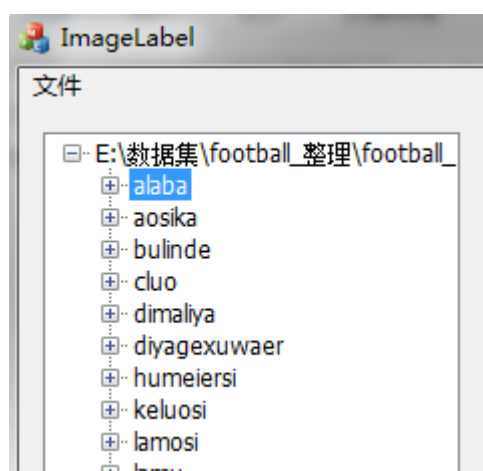 ImageLabel
文件
E:\数据集\football_整理\football_
alaba
aosika
bulinde
cluo
dimaliya
diyagexuwaer
humeiersi
keluosi
lamosi